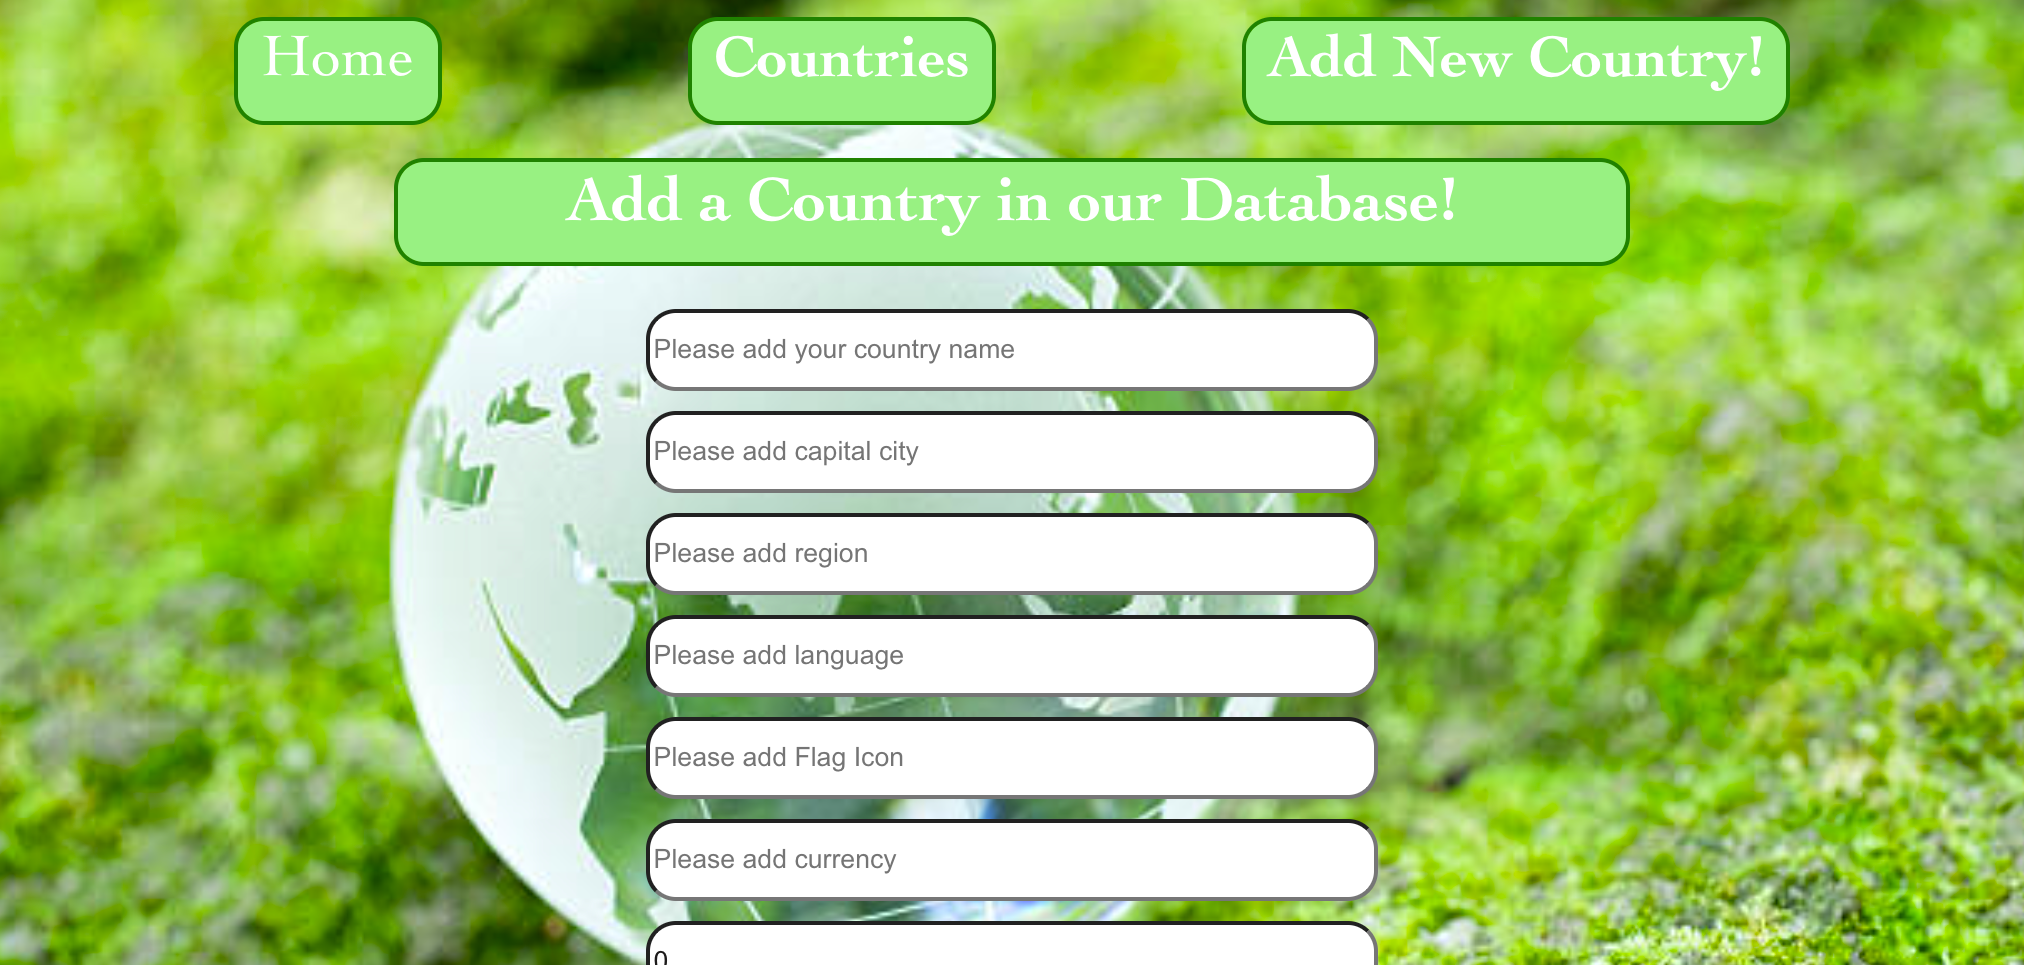 Home
Countries
Add New Country!
Add a Country in our Database!
Please add your country name
Please add capital city
Please add region
Please add language
Please add Flag Icon
Please add currency
0